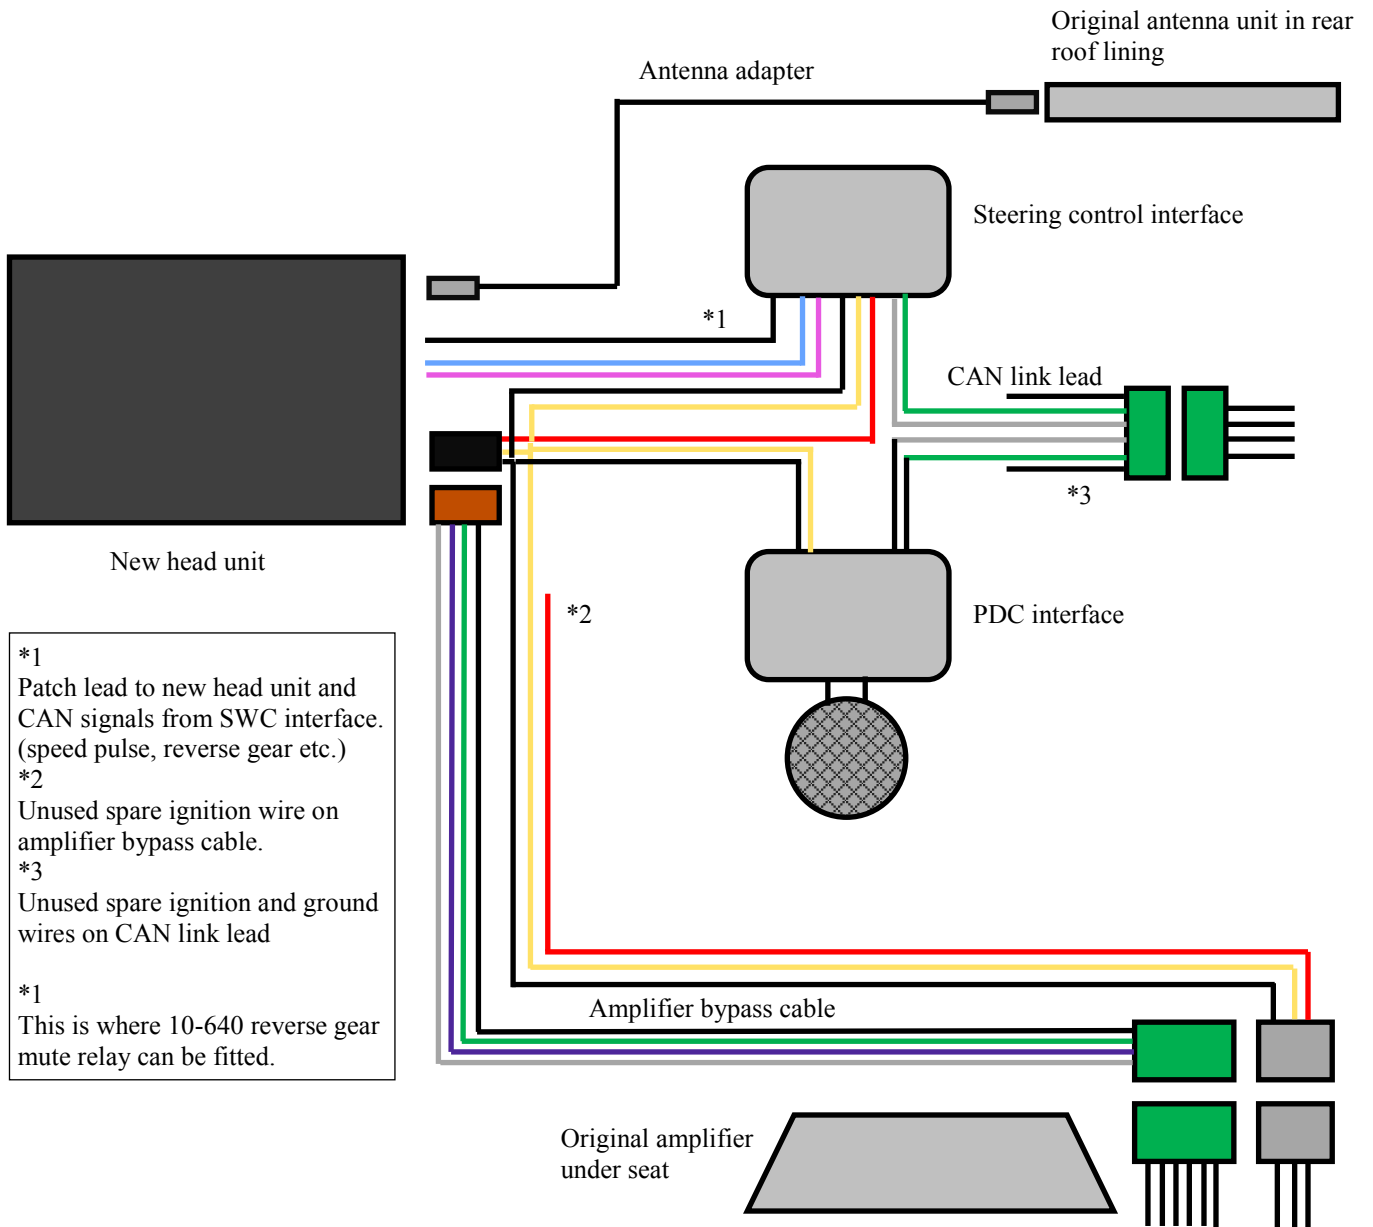 Original antenna unit in rear
roof lining
Antenna adapter
Steering control interface
*1
CAN link lead
*3
New head unit
*2
PDC interface
*1
Patch lead to new head unit and
CAN signals from SWC interface.
(speed pulse, reverse gear etc.)
*2
Unused spare ignition wire on
amplifier bypass cable.
*3
Unused spare ignition and ground
wires on CAN link lead
*1
This is where 10-640 reverse gear
mute relay can be fitted.
Amplifier bypass cable
Original amplifier
under seat